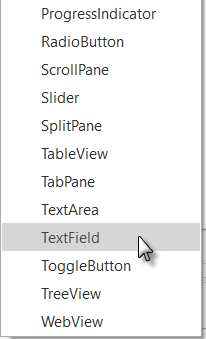 ProgressIndicator
RadioButton
ScrollPane
Slider
SplitPane
TableView
TabPane
TextArea
TextField
ToggleButton
TreeView
WebView